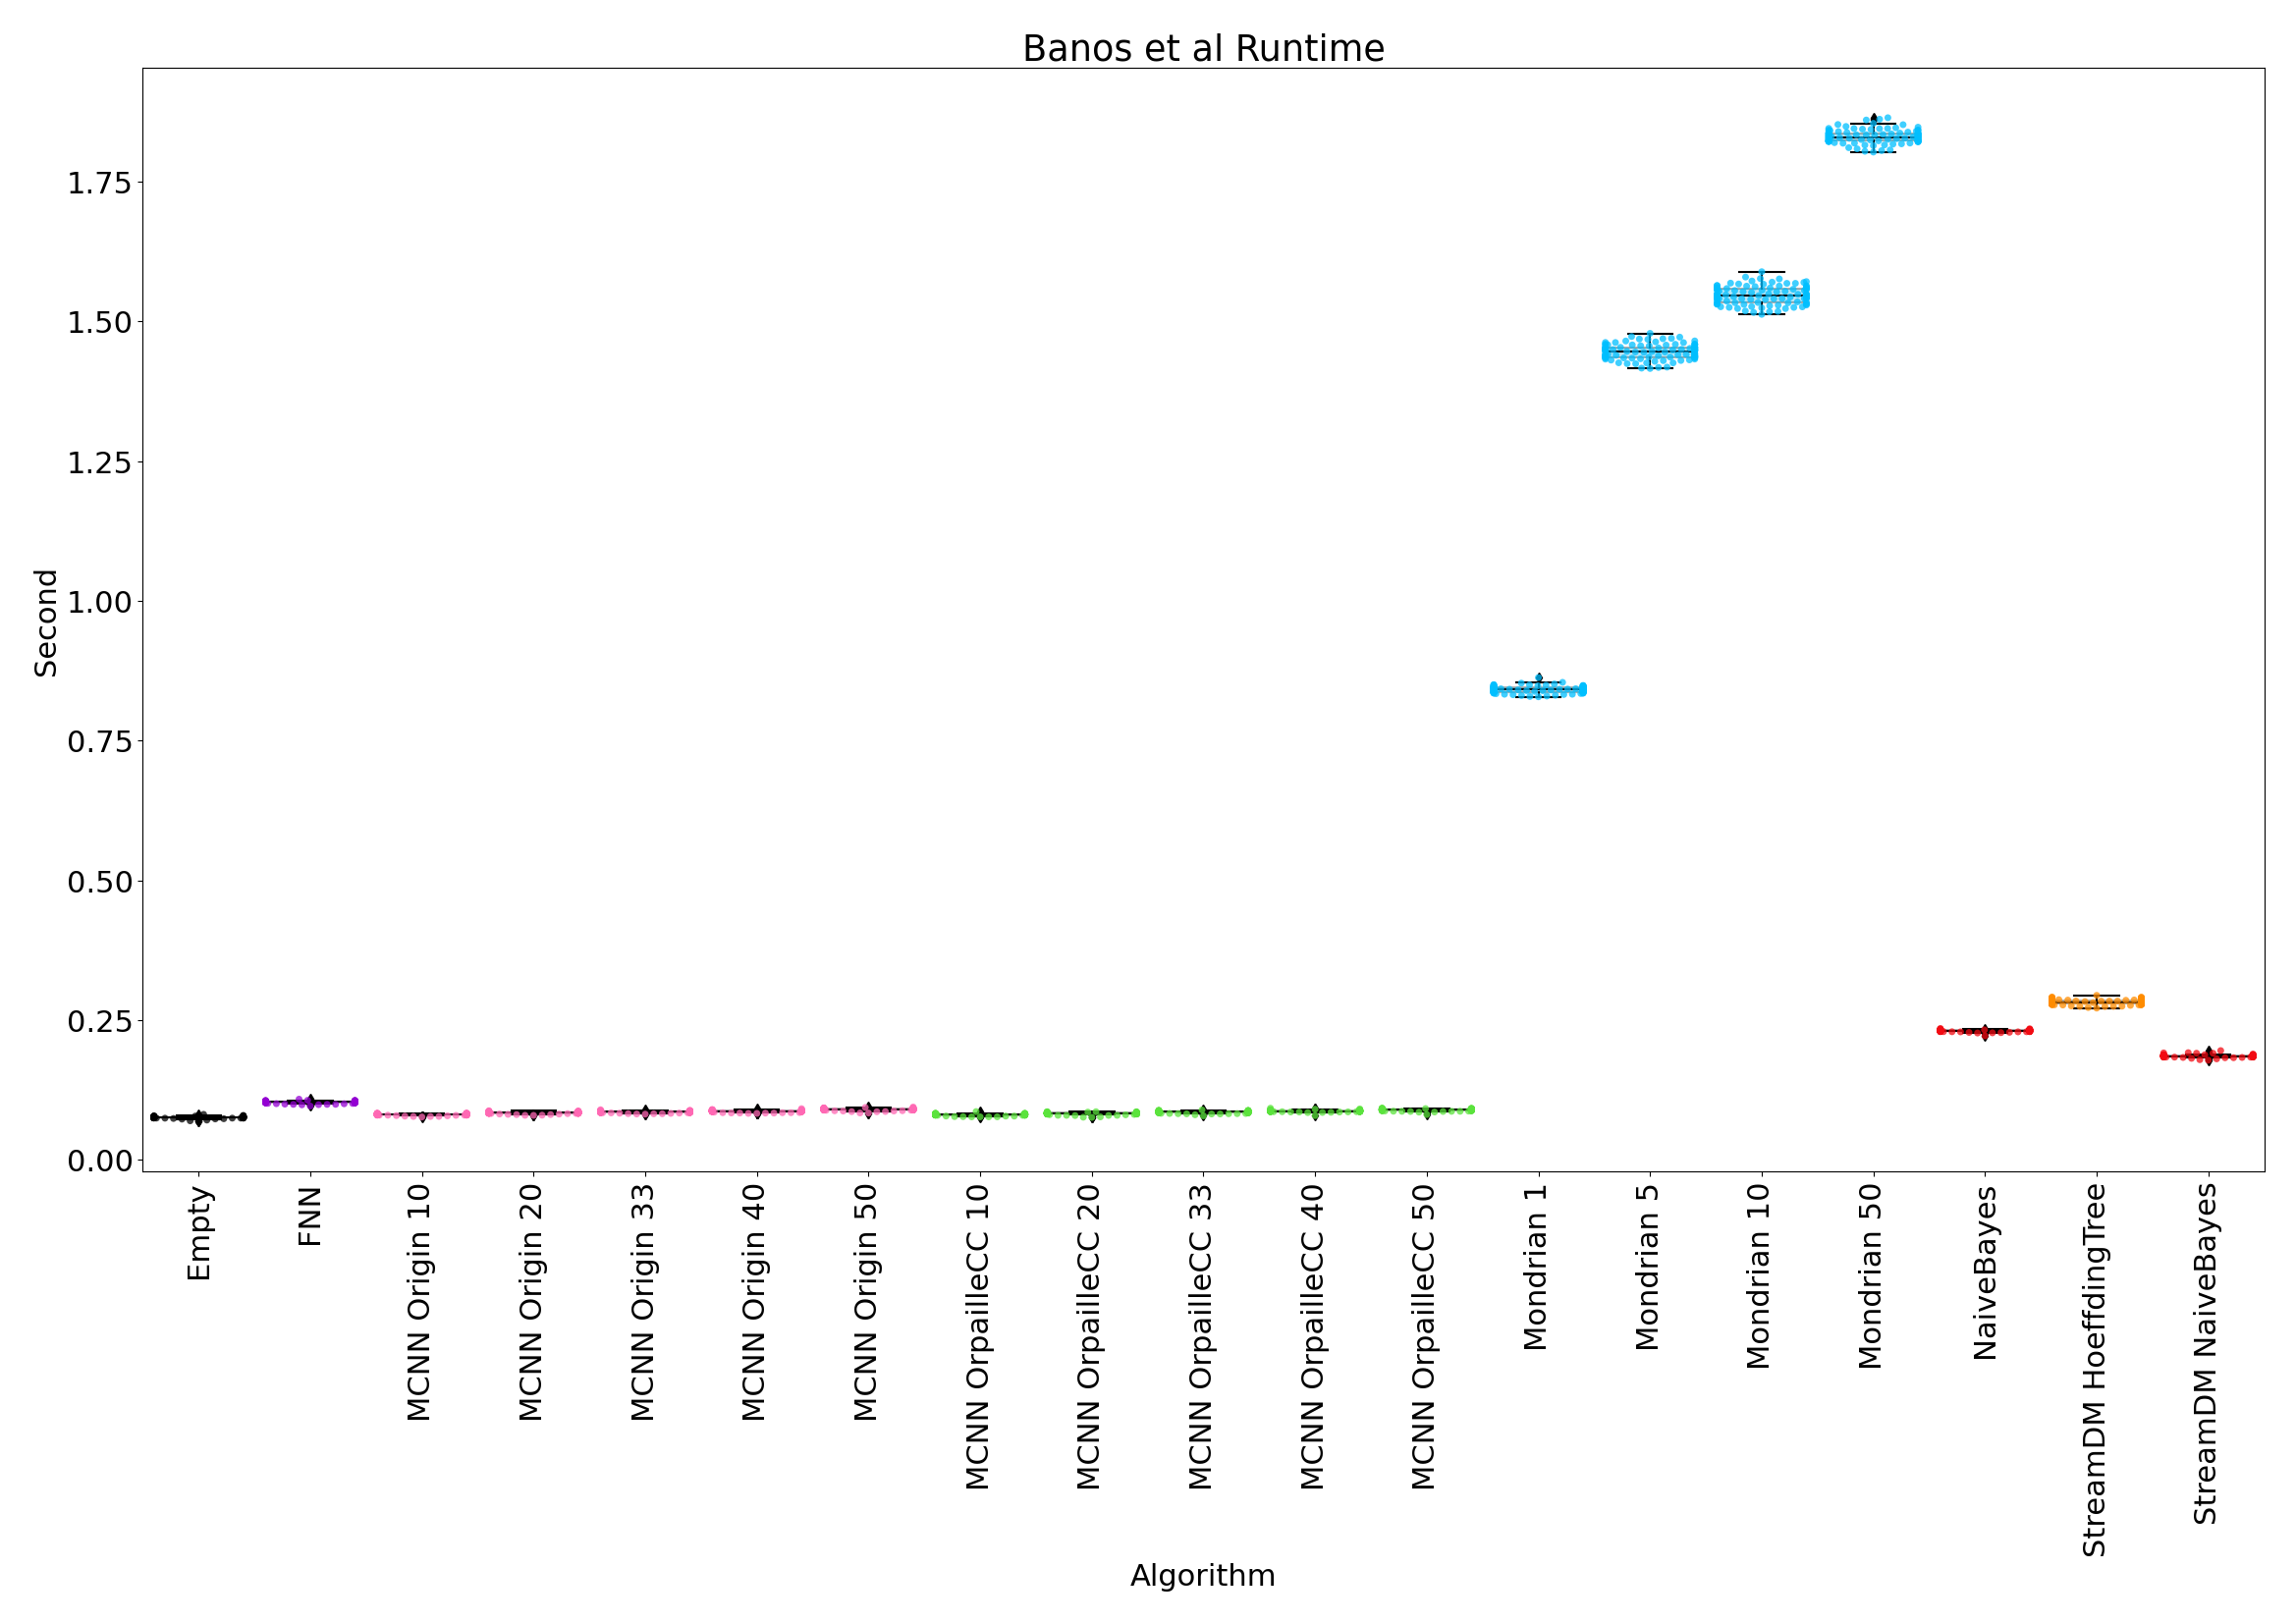 Banos et al Runtime
Second
1.75
1.50
1.25
1.00
0.75
0.50
0.25
0.00
Empty
FNN
MCNN Origin 10
MCNN Origin 20
MCNN Origin 33
MCNN Origin 40
MCNN Origin 50
MCNN OrpailleCC 10
MCNN OrpailleCC 20
MCNN OrpailleCC 33
MCNN OrpailleCC 40
MCNN OrpailleCC 50
Mondrian 1
Mondrian 5
Mondrian 10
Mondrian 50
NaiveBayes
StreamDM HoeffdingTree
StreamDM NaiveBayes
Algorithm